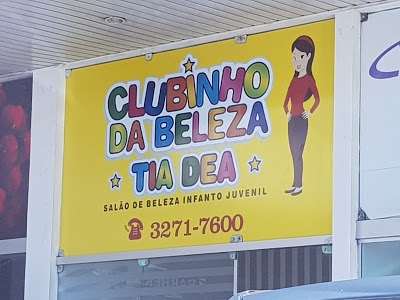 CLUBINHO
DA BELEZA
TIA DEA
SALÃO DE BELEZA INFANTO JUVENIL
3271-7600